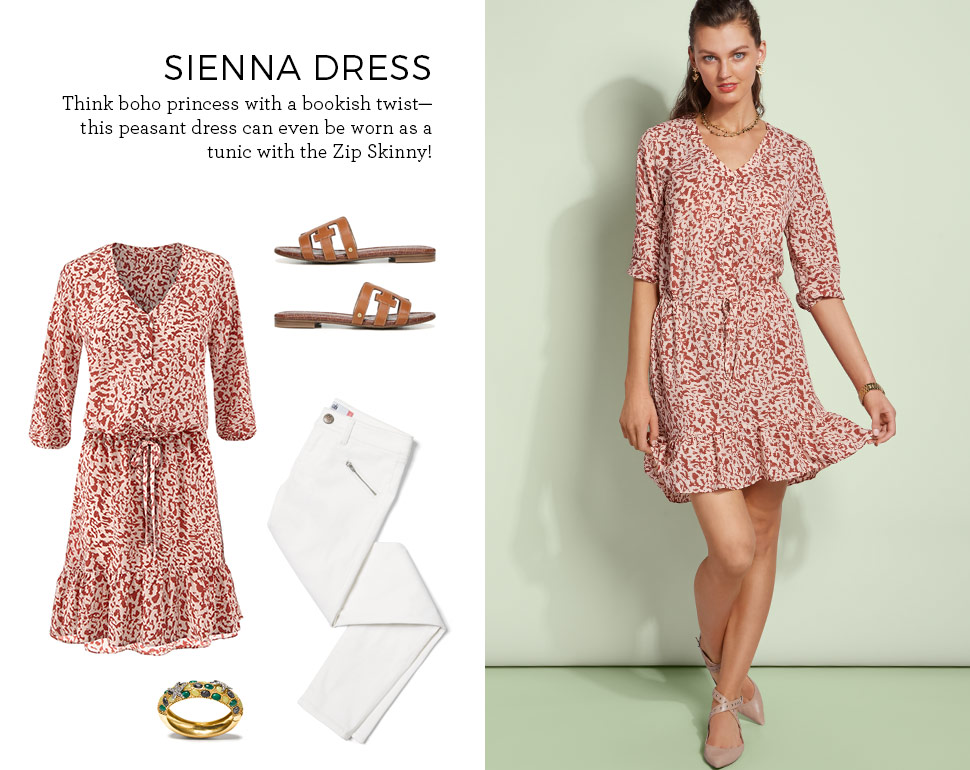 SIENNA DRESS
Think boho princess with a bookish twist—
this peasant dress can even be worn as a
tunic with the Zip Skinny!